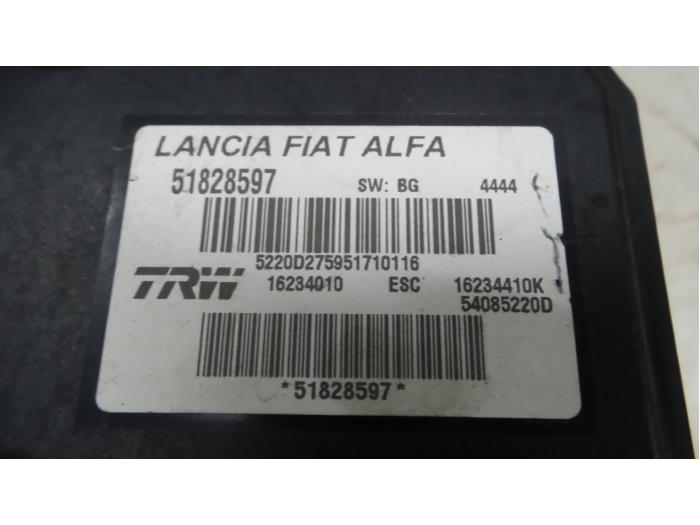 LANCIA FIAT ALFA
51828597 SW: BG 4444
5220D275951710116
TRW 16234010 ESC 16234410K
54085220D
*51828597*